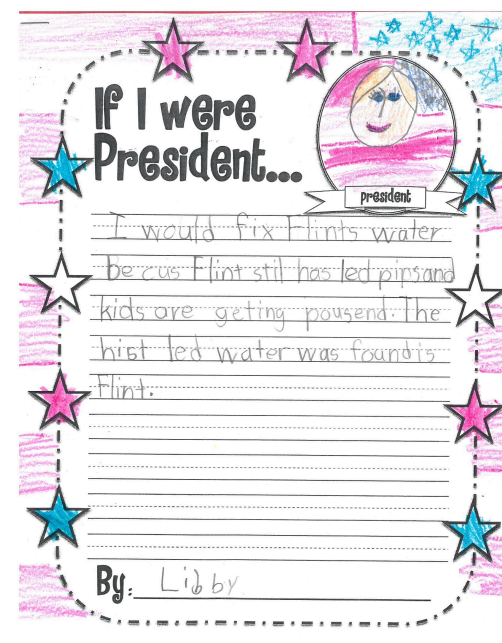 If I were
President...
president
I would fix Flints water
Be cus Flint stil has led pips and
kids are geting pousend. The
hist led water was found is
Flint.
By: Libby